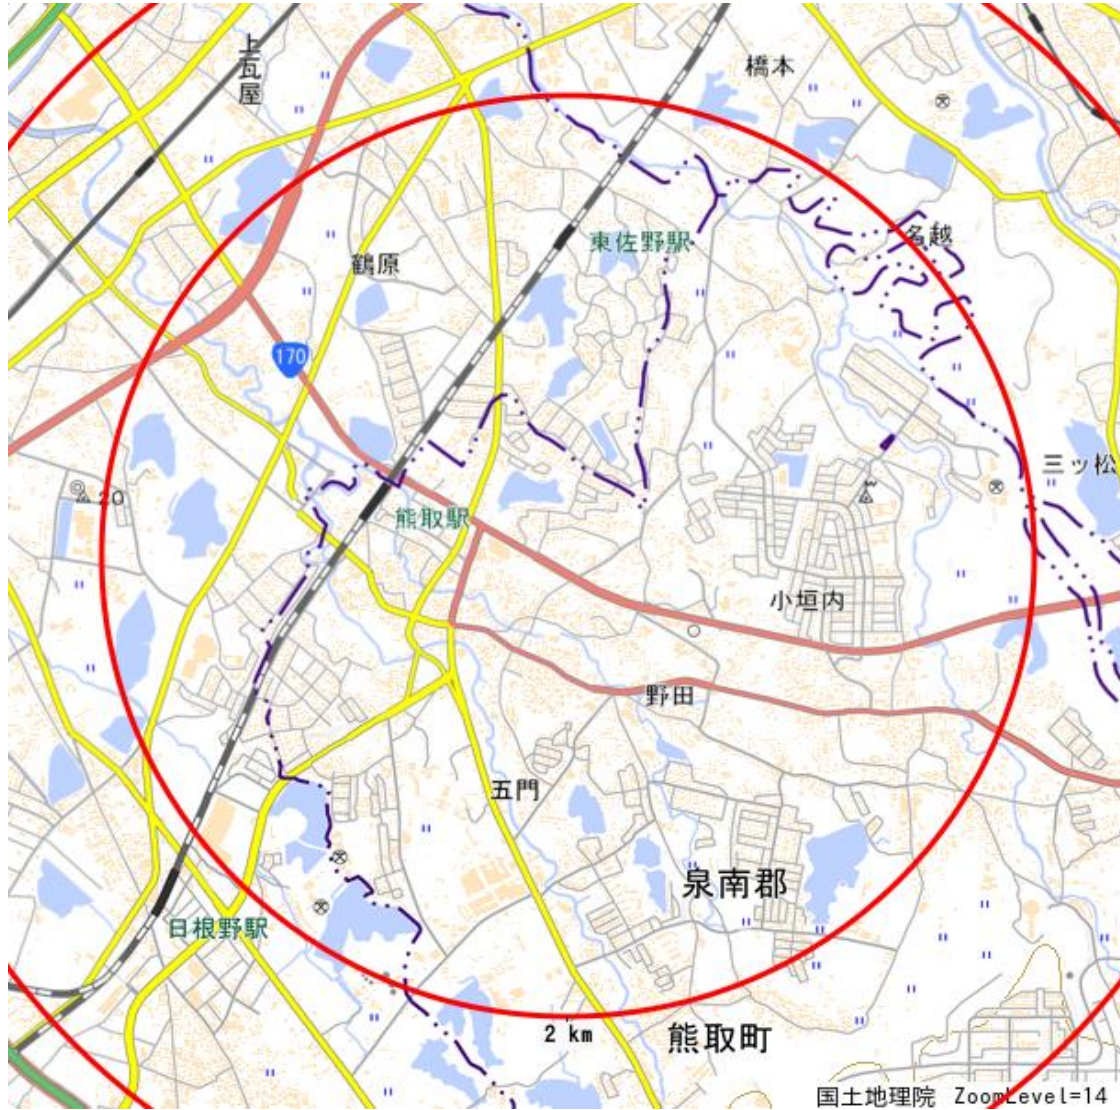 上瓦屋
橋本
名越
東佐野駅
鶴原
170
三ッ松
20
熊取駅
小垣内
野田
五門
泉南郡
日根野駅
2 km
熊取町
国土地理院 ZoomLevel=14